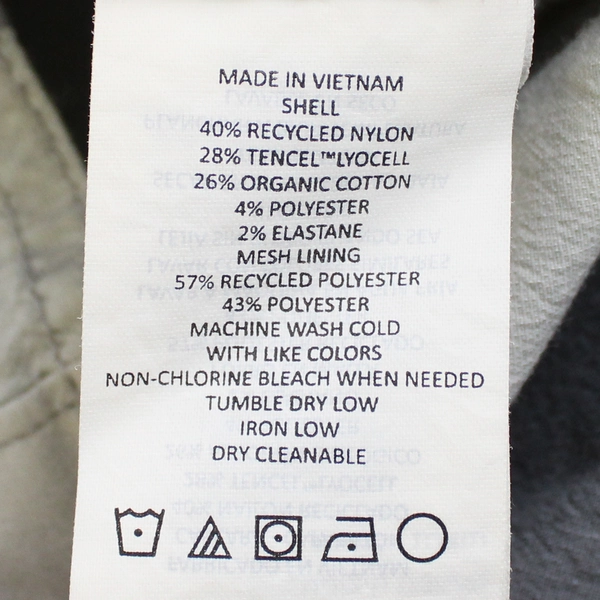 MADE IN VIETNAM
SHELL
40% RECYCLED NYLON
28% TENCEL™LYOCELL
26% ORGANIC COTTON
4% POLYESTER
2% ELASTANE
MESH LINING
57% RECYCLED POLYESTER
43% POLYESTER
MACHINE WASH COLD
WITH LIKE COLORS
NON-CHLORINE BLEACH WHEN NEEDED
TUMBLE DRY LOW
IRON LOW
DRY CLEANABLE